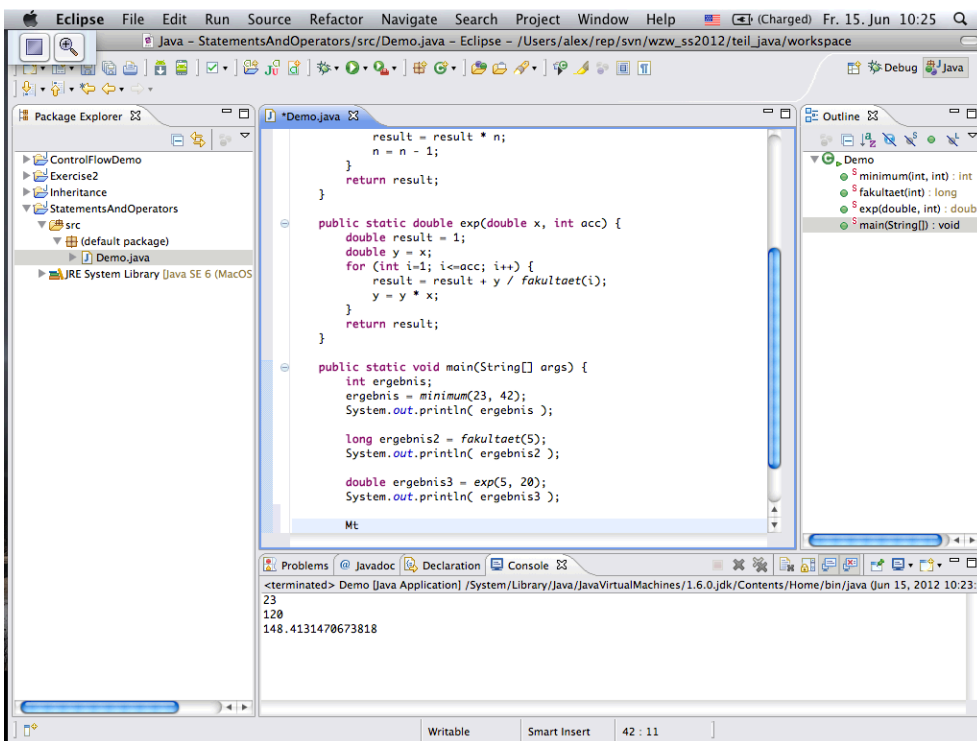 Eclipse File Edit Run Source Refactor Navigate Search Project Window Help (Charged) Fr. 15. Jun 10:25
Java – StatementsAndOperators/src/Demo.java – Eclipse – /Users/alex/rep/svn/wzw_ss2012/teil_java/workspace
Debug Java
Package Explorer
ControlFlowDemo
Exercise2
Inheritance
StatementsAndOperators
src
(default package)
Demo.java
JRE System Library [Java SE 6 (MacOS
*Demo.java
result = result * n;
n = n - 1;
}
return result;
}
public static double exp(double x, int acc) {
double result = 1;
double y = x;
for (int i=1; i<=acc; i++) {
result = result + y / fakultaet(i);
y = y * x;
}
return result;
}
public static void main(String[] args) {
int ergebnis;
ergebnis = minimum(23, 42);
System.out.println( ergebnis );
long ergebnis2 = fakultaet(5);
System.out.println( ergebnis2 );
double ergebnis3 = exp(5, 20);
System.out.println( ergebnis3 );
Mt
Outline
Demo
minimum(int, int) : int
fakultaet(int) : long
exp(double, int) : doub
main(String[]) : void
Problems @ Javadoc Declaration Console
<terminated> Demo [Java Application] /System/Library/Java/JavaVirtualMachines/1.6.0.jdk/Contents/Home/bin/java (Jun 15, 2012 10:23:
23
120
148.4131470673818
Writable Smart Insert 42 : 11